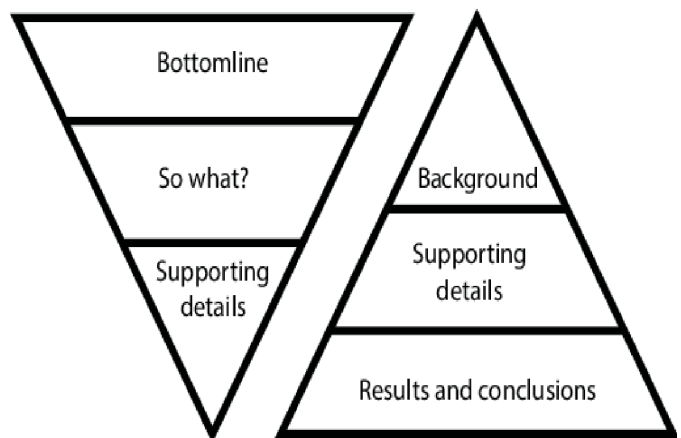 Bottomline
So what?
Supporting
details
Background
Supporting
details
Results and conclusions